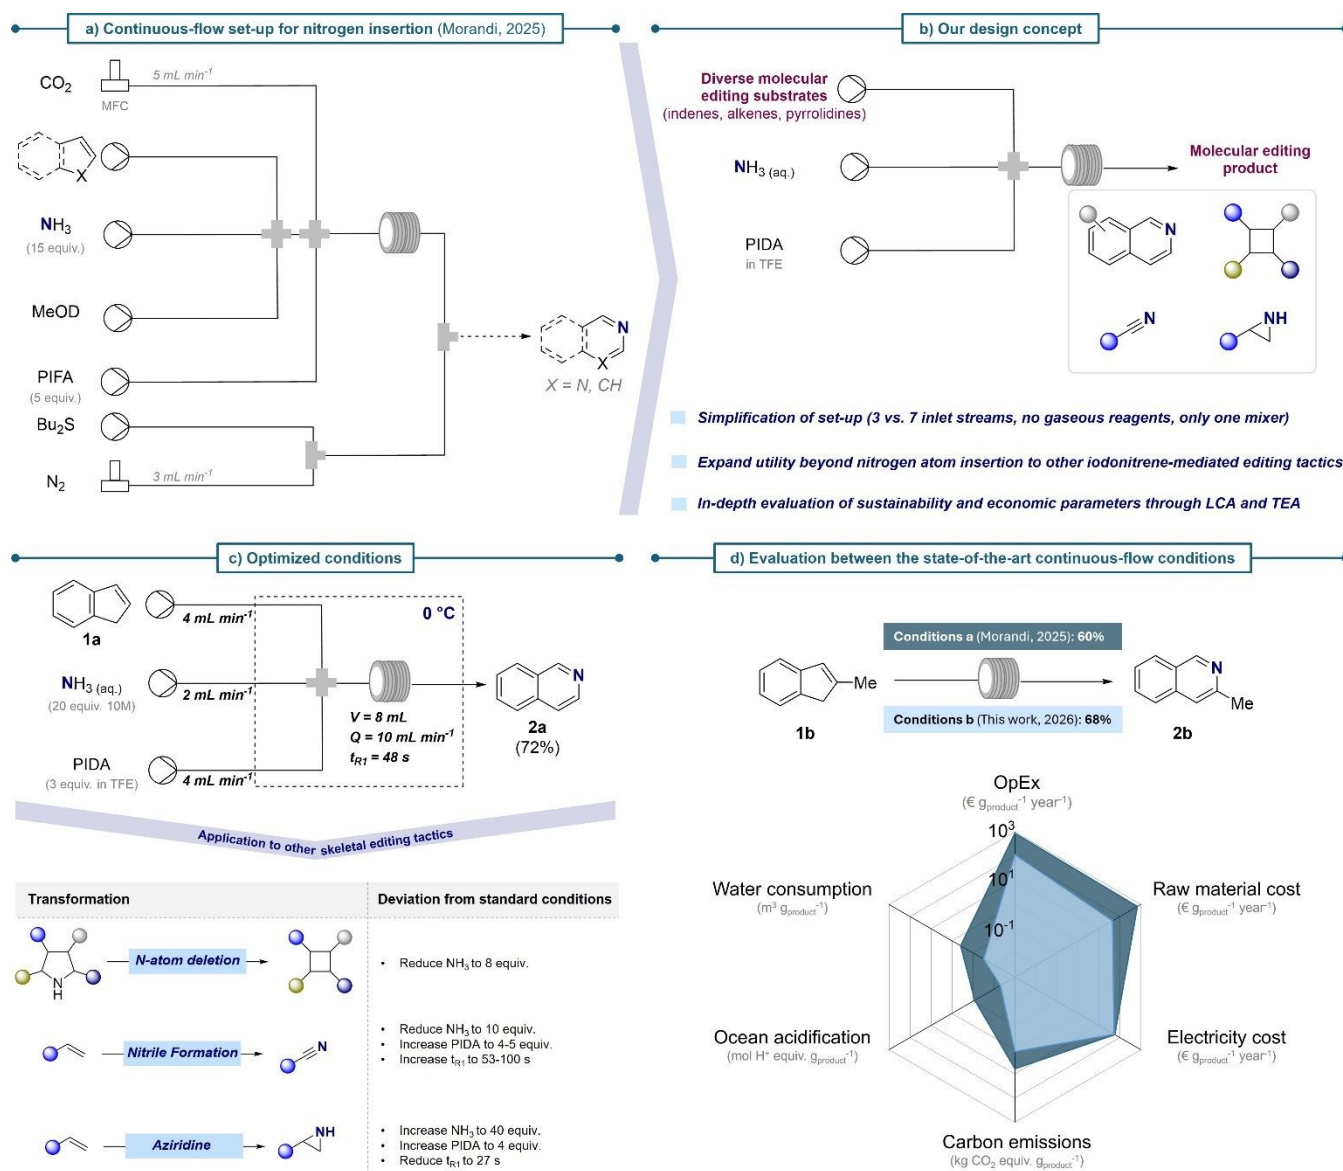 a) Continuous-flow set-up for nitrogen insertion (Morandi, 2025)
CO2
5 mL min-1
MFC
X
NH3
(15 equiv.)
MeOD
PIFA
(5 equiv.)
Bu2S
N2
3 mL min-1
N
X
X = N, CH
b) Our design concept
Diverse molecular
editing substrates
(indenes, alkenes, pyrrolidines)
NH3 (aq.)
PIDA
in TFE
Molecular editing
product
N
N
NH
Simplification of set-up (3 vs. 7 inlet streams, no gaseous reagents, only one mixer)
Expand utility beyond nitrogen atom insertion to other iodonitrene-mediated editing tactics
In-depth evaluation of sustainability and economic parameters through LCA and TEA
c) Optimized conditions
1a
4 mL min-1
0 °C
NH3 (aq.)
(20 equiv. 10M)
2 mL min-1
PIDA
(3 equiv. in TFE)
4 mL min-1
V = 8 mL
Q = 10 mL min-1
tR1 = 48 s
N
2a
(72%)
Application to other skeletal editing tactics
Transformation
Deviation from standard conditions
N
H
N-atom deletion
• Reduce NH3 to 8 equiv.
Nitrile Formation
N
• Reduce NH3 to 10 equiv.
• Increase PIDA to 4-5 equiv.
• Increase tR1 to 53-100 s
Aziridine
NH
• Increase NH3 to 40 equiv.
• Increase PIDA to 4 equiv.
• Reduce tR1 to 27 s
d) Evaluation between the state-of-the-art continuous-flow conditions
Me
1b
Conditions a (Morandi, 2025): 60%
Conditions b (This work, 2026): 68%
N
Me
2b
OpEx
(€ gproduct-1 year-1)
103
101
10-1
Water consumption
(m3 gproduct-1)
Raw material cost
(€ gproduct-1 year-1)
Ocean acidification
(mol H+ equiv. gproduct-1)
Electricity cost
(€ gproduct-1 year-1)
Carbon emissions
(kg CO2 equiv. gproduct-1)